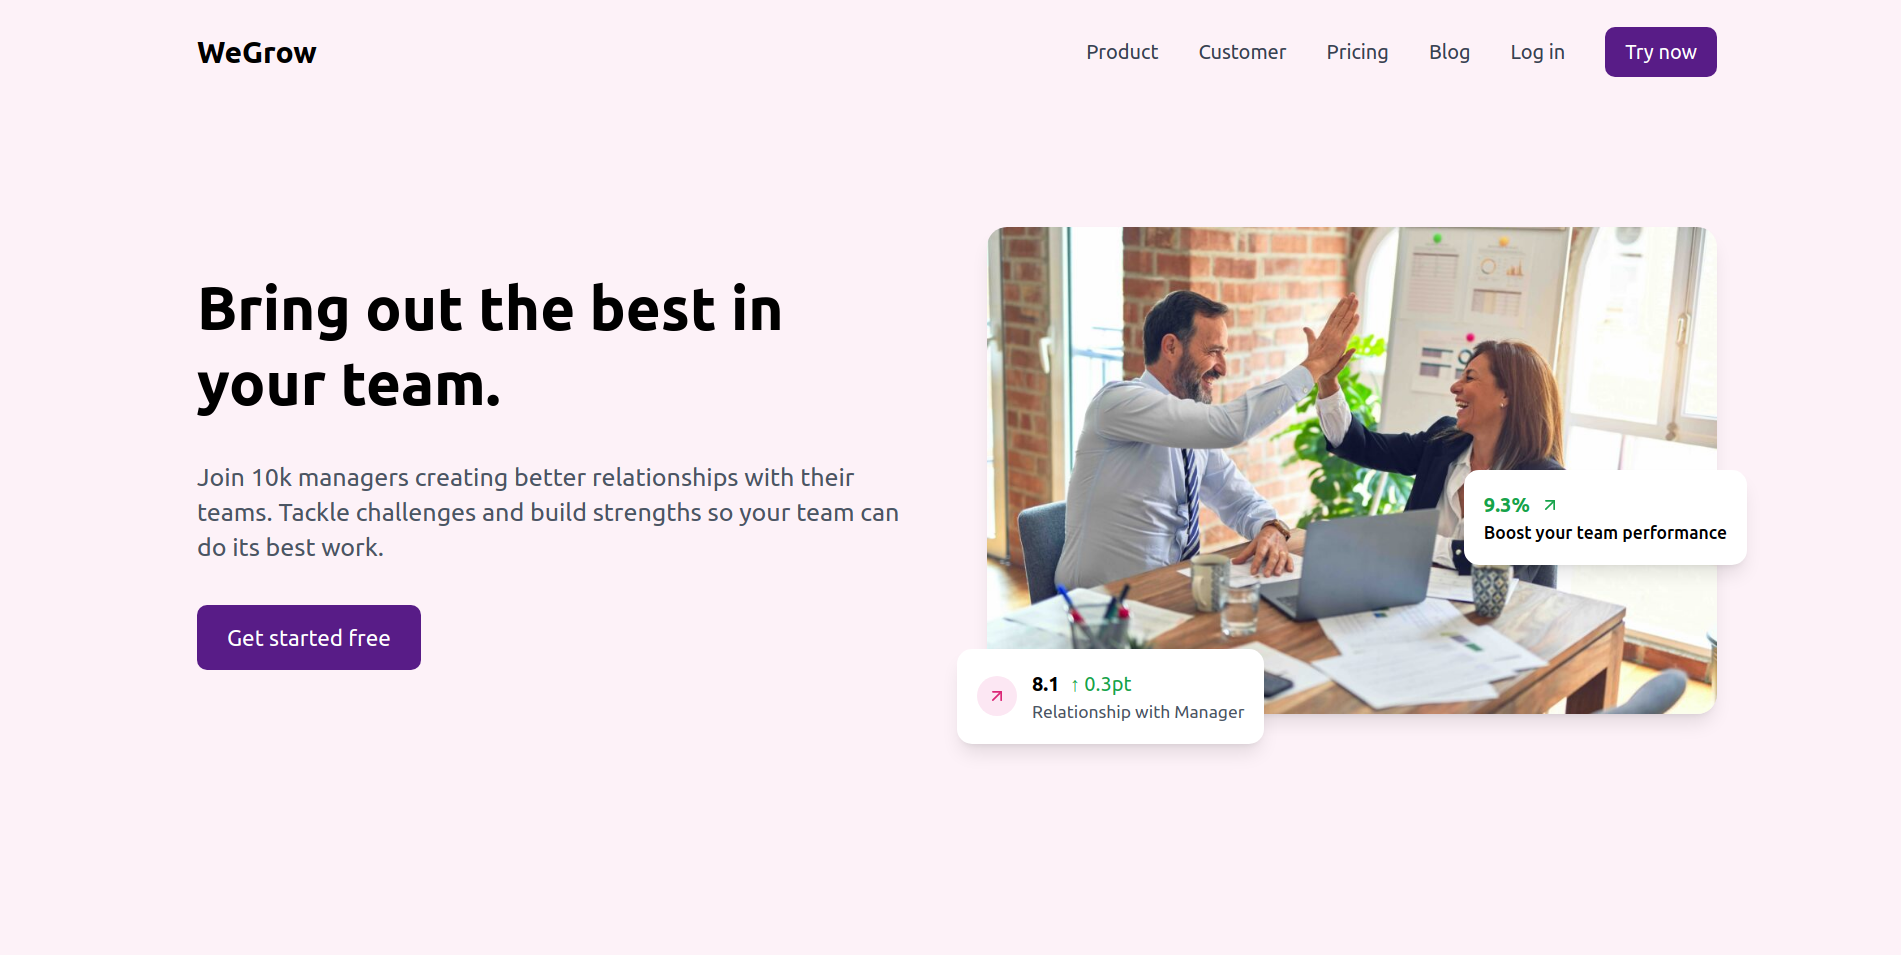 WeGrow
Product
Customer
Pricing
Blog
Log in
Try now
Bring out the best in
your team.
Join 10k managers creating better relationships with their
teams. Tackle challenges and build strengths so your team can
do its best work.
Get started free
9.3%
Boost your team performance
8.1 ↑ 0.3pt
Relationship with Manager